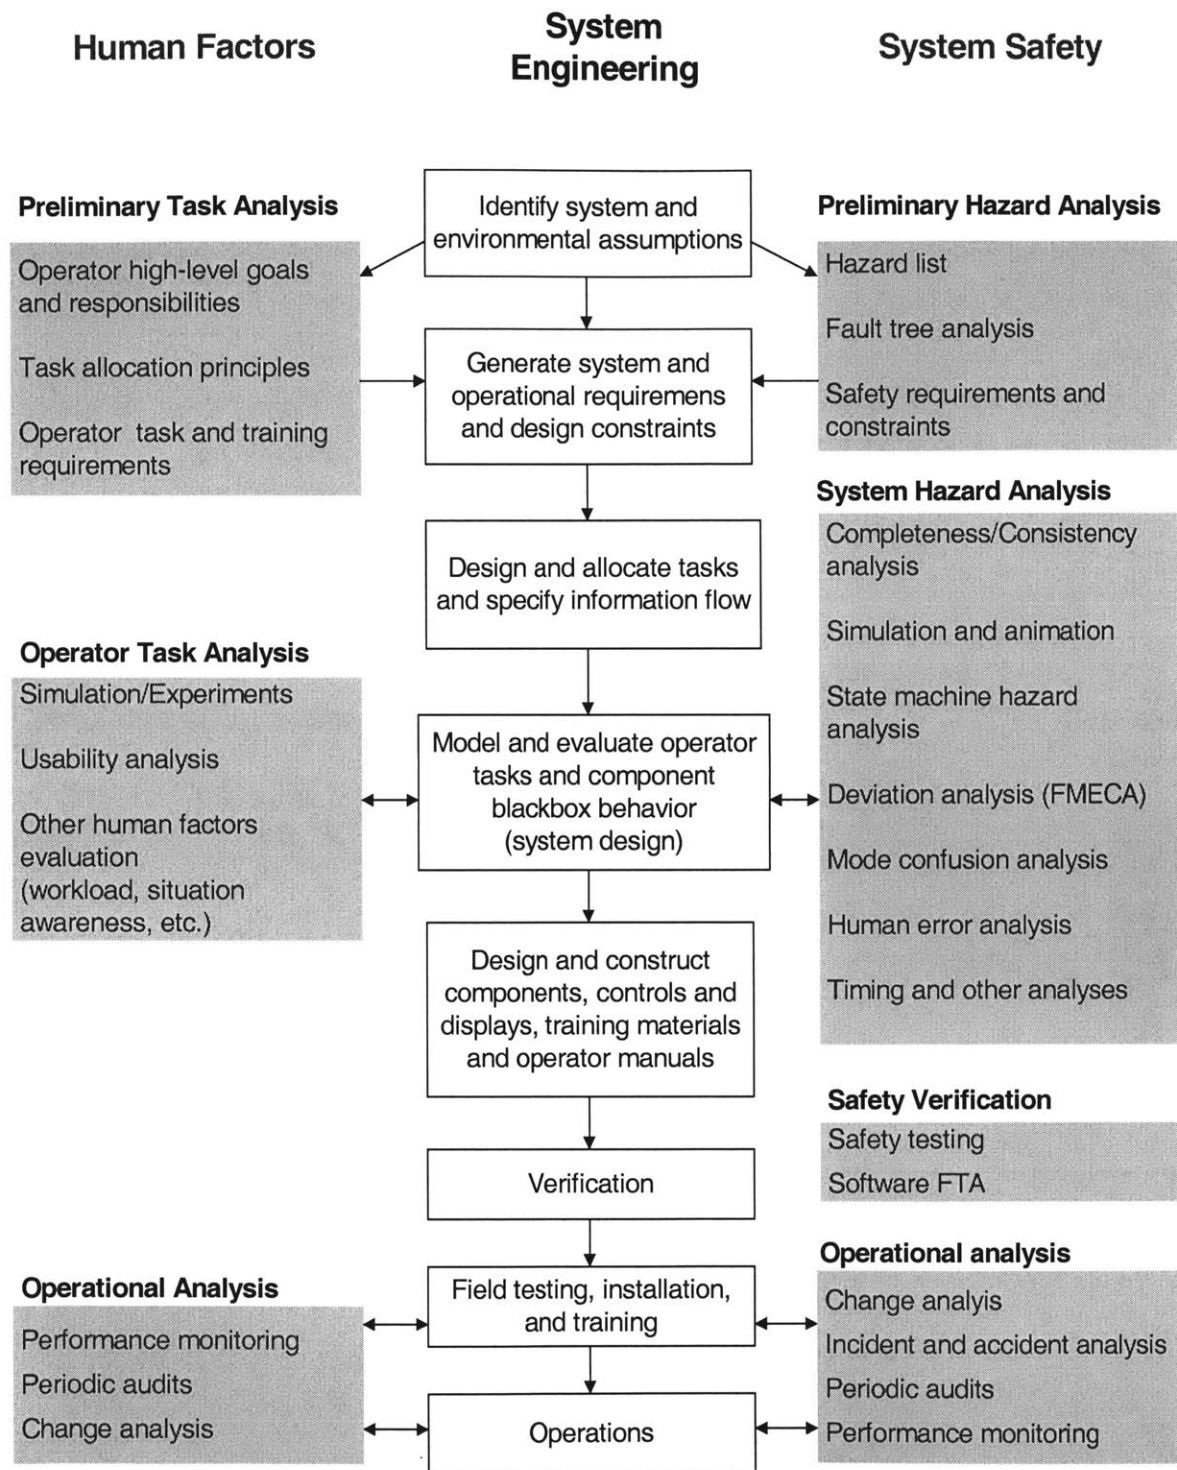 Human Factors
System
Engineering
System Safety
Preliminary Task Analysis
Operator high-level goals
and responsibilities
Task allocation principles
Operator task and training
requirements
Identify system and
environmental assumptions
Generate system and
operational requiremens
and design constraints
Design and allocate tasks
and specify information flow
Preliminary Hazard Analysis
Hazard list
Fault tree analysis
Safety requirements and
constraints
System Hazard Analysis
Completeness/Consistency
analysis
Simulation and animation
State machine hazard
analysis
Deviation analysis (FMECA)
Mode confusion analysis
Human error analysis
Timing and other analyses
Operator Task Analysis
Simulation/Experiments
Usability analysis
Other human factors
evaluation
(workload, situation
awareness, etc.)
Model and evaluate operator
tasks and component
blackbox behavior
(system design)
Design and construct
components, controls and
displays, training materials
and operator manuals
Verification
Safety Verification
Safety testing
Software FTA
Operational Analysis
Performance monitoring
Periodic audits
Change analysis
Field testing, installation,
and training
Operations
Operational analysis
Change analyis
Incident and accident analysis
Periodic audits
Performance monitoring